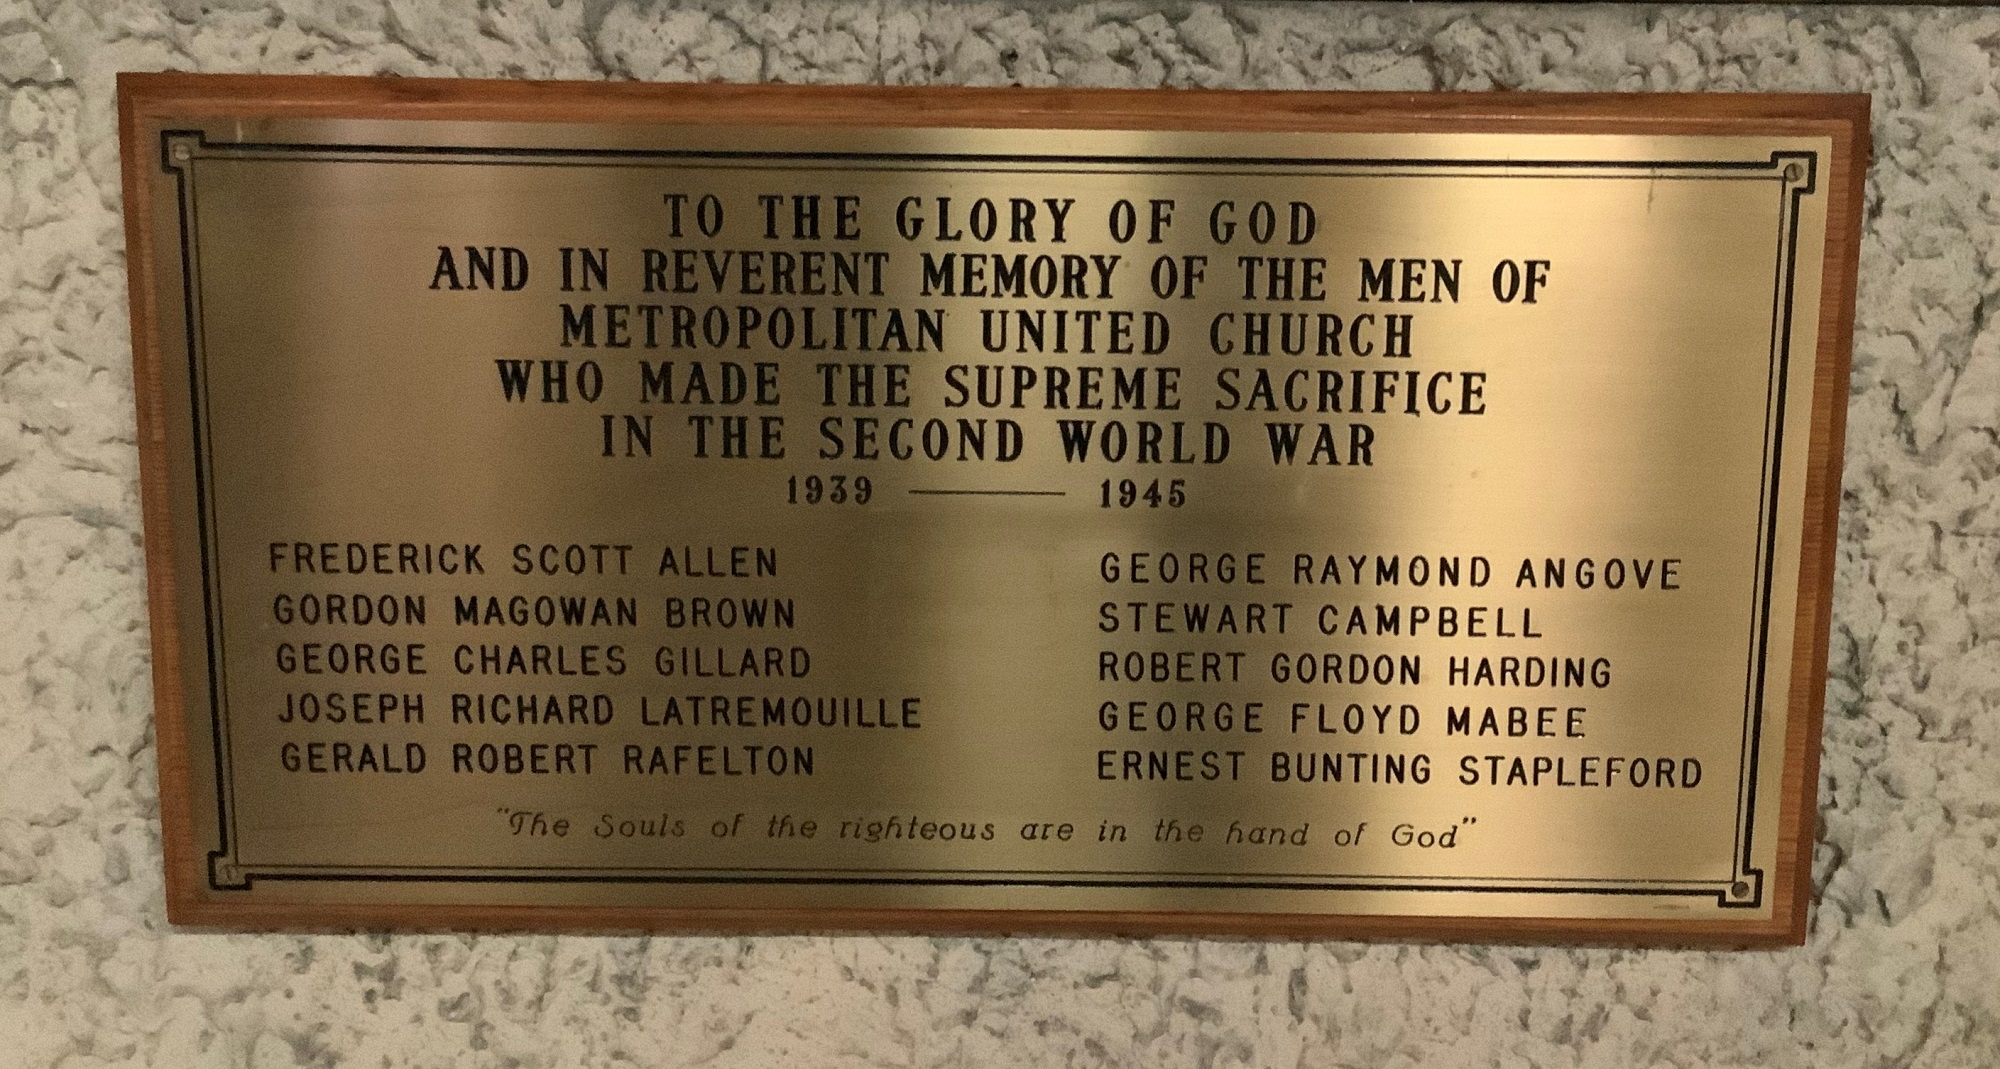 TO THE GLORY OF GOD
AND IN REVERENT MEMORY OF THE MEN OF
METROPOLITAN UNITED CHURCH
WHO MADE THE SUPREME SACRIFICE
IN THE SECOND WORLD WAR
1939 — 1945
FREDERICK SCOTT ALLEN
GORDON MAGOWAN BROWN
GEORGE CHARLES GILLARD
JOSEPH RICHARD LATREMOUILLE
GERALD ROBERT RAFELTON
GEORGE RAYMOND ANGOVE
STEWART CAMPBELL
ROBERT GORDON HARDING
GEORGE FLOYD MABEE
ERNEST BUNTING STAPLEFORD
"The Souls of the righteous are in the hand of God"